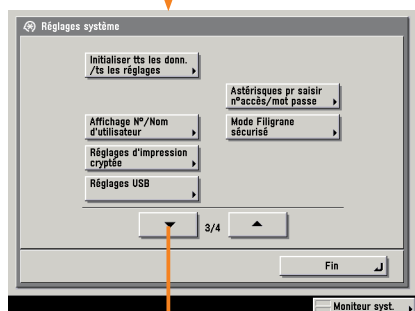 Réglages système
Initialiser tts les donn.
/ts les réglages
Astérisques pr saisir
n°accès/mot passe
Affichage N°/Nom
d'utilisateur
Mode Filigrane
sécurisé
Réglages d'impression
cryptée
Réglages USB
3/4
Fin
Moniteur syst.